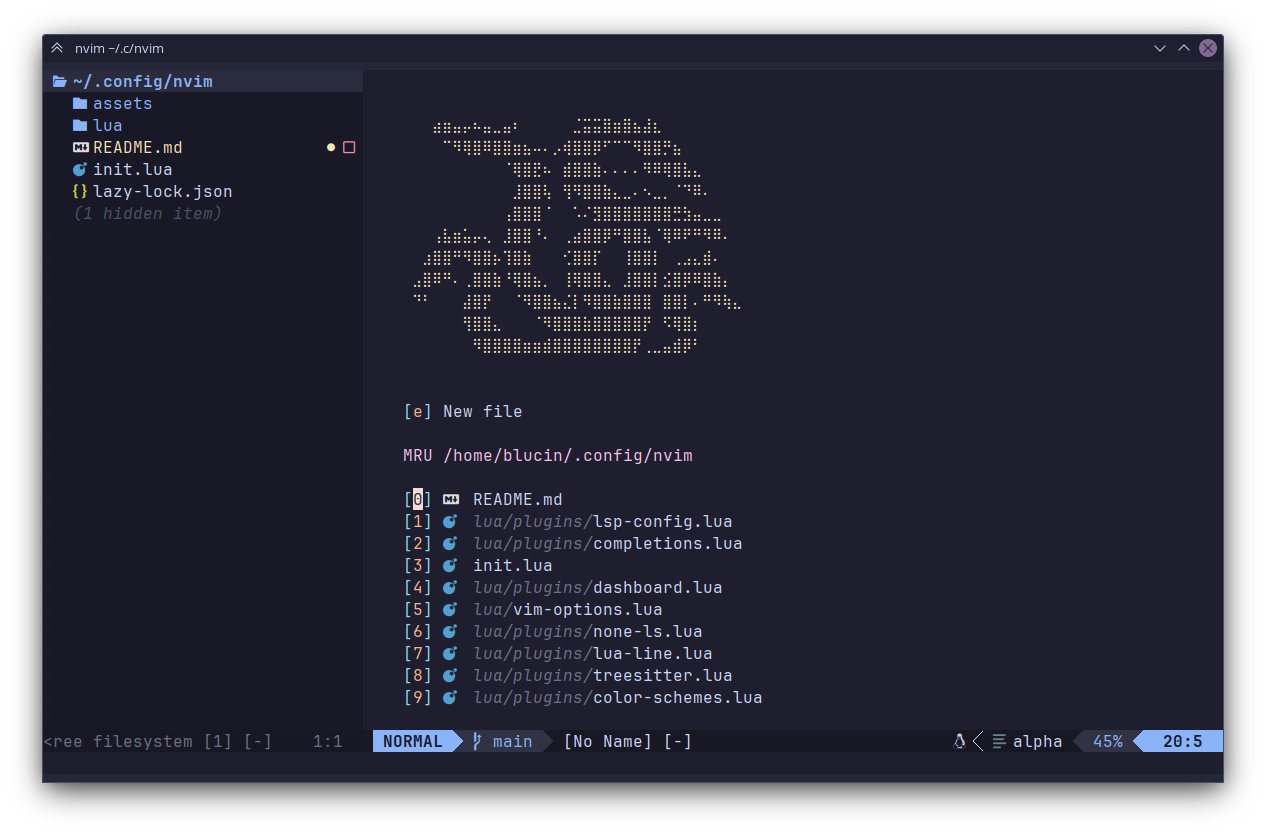 nvim ~/.c/nvim
~/.config/nvim
assets
lua
README.md
init.lua
{} lazy-lock.json
(1 hidden item)
[e] New file
MRU /home/blucin/.config/nvim
[0] README.md
[1] lua/plugins/lsp-config.lua
[2] lua/plugins/completions.lua
[3] init.lua
[4] lua/plugins/dashboard.lua
[5] lua/vim-options.lua
[6] lua/plugins/none-ls.lua
[7] lua/plugins/lua-line.lua
[8] lua/plugins/treesitter.lua
[9] lua/plugins/color-schemes.lua
<ree filesystem [1] [-] 1:1
NORMAL main [No Name] [-] alpha 45% 20:5